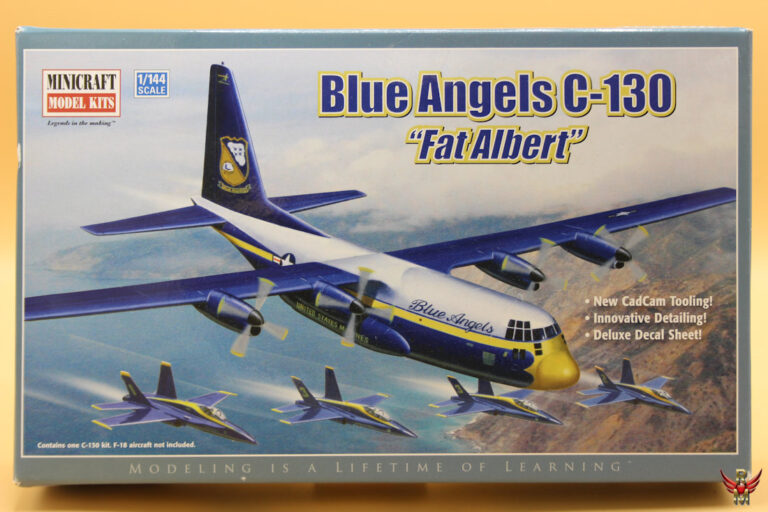 MINICRAFT
MODEL KITS
Legends in the making™
1/144
SCALE
Blue Angels C-130
“Fat Albert”
• New CadCam Tooling!
• Innovative Detailing!
• Deluxe Decal Sheet!
Blue Angels
UNITED STATES MARINES
Contains one C-130 kit. F-18 aircraft not included.
MODELING IS A LIFETIME OF LEARNING